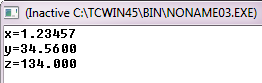 (Inactive C:\TCWIN45\BIN\NONAME03.EXE)
x=1.23457
y=34.5600
z=134.000